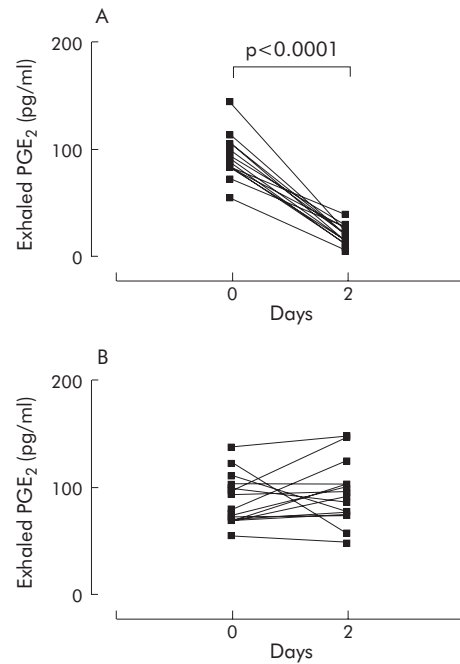 A
200
p<0.0001
Exhaled PGE₂ (pg/ml)
100
0
0
2
Days
B
200
Exhaled PGE₂ (pg/ml)
100
0
0
2
Days